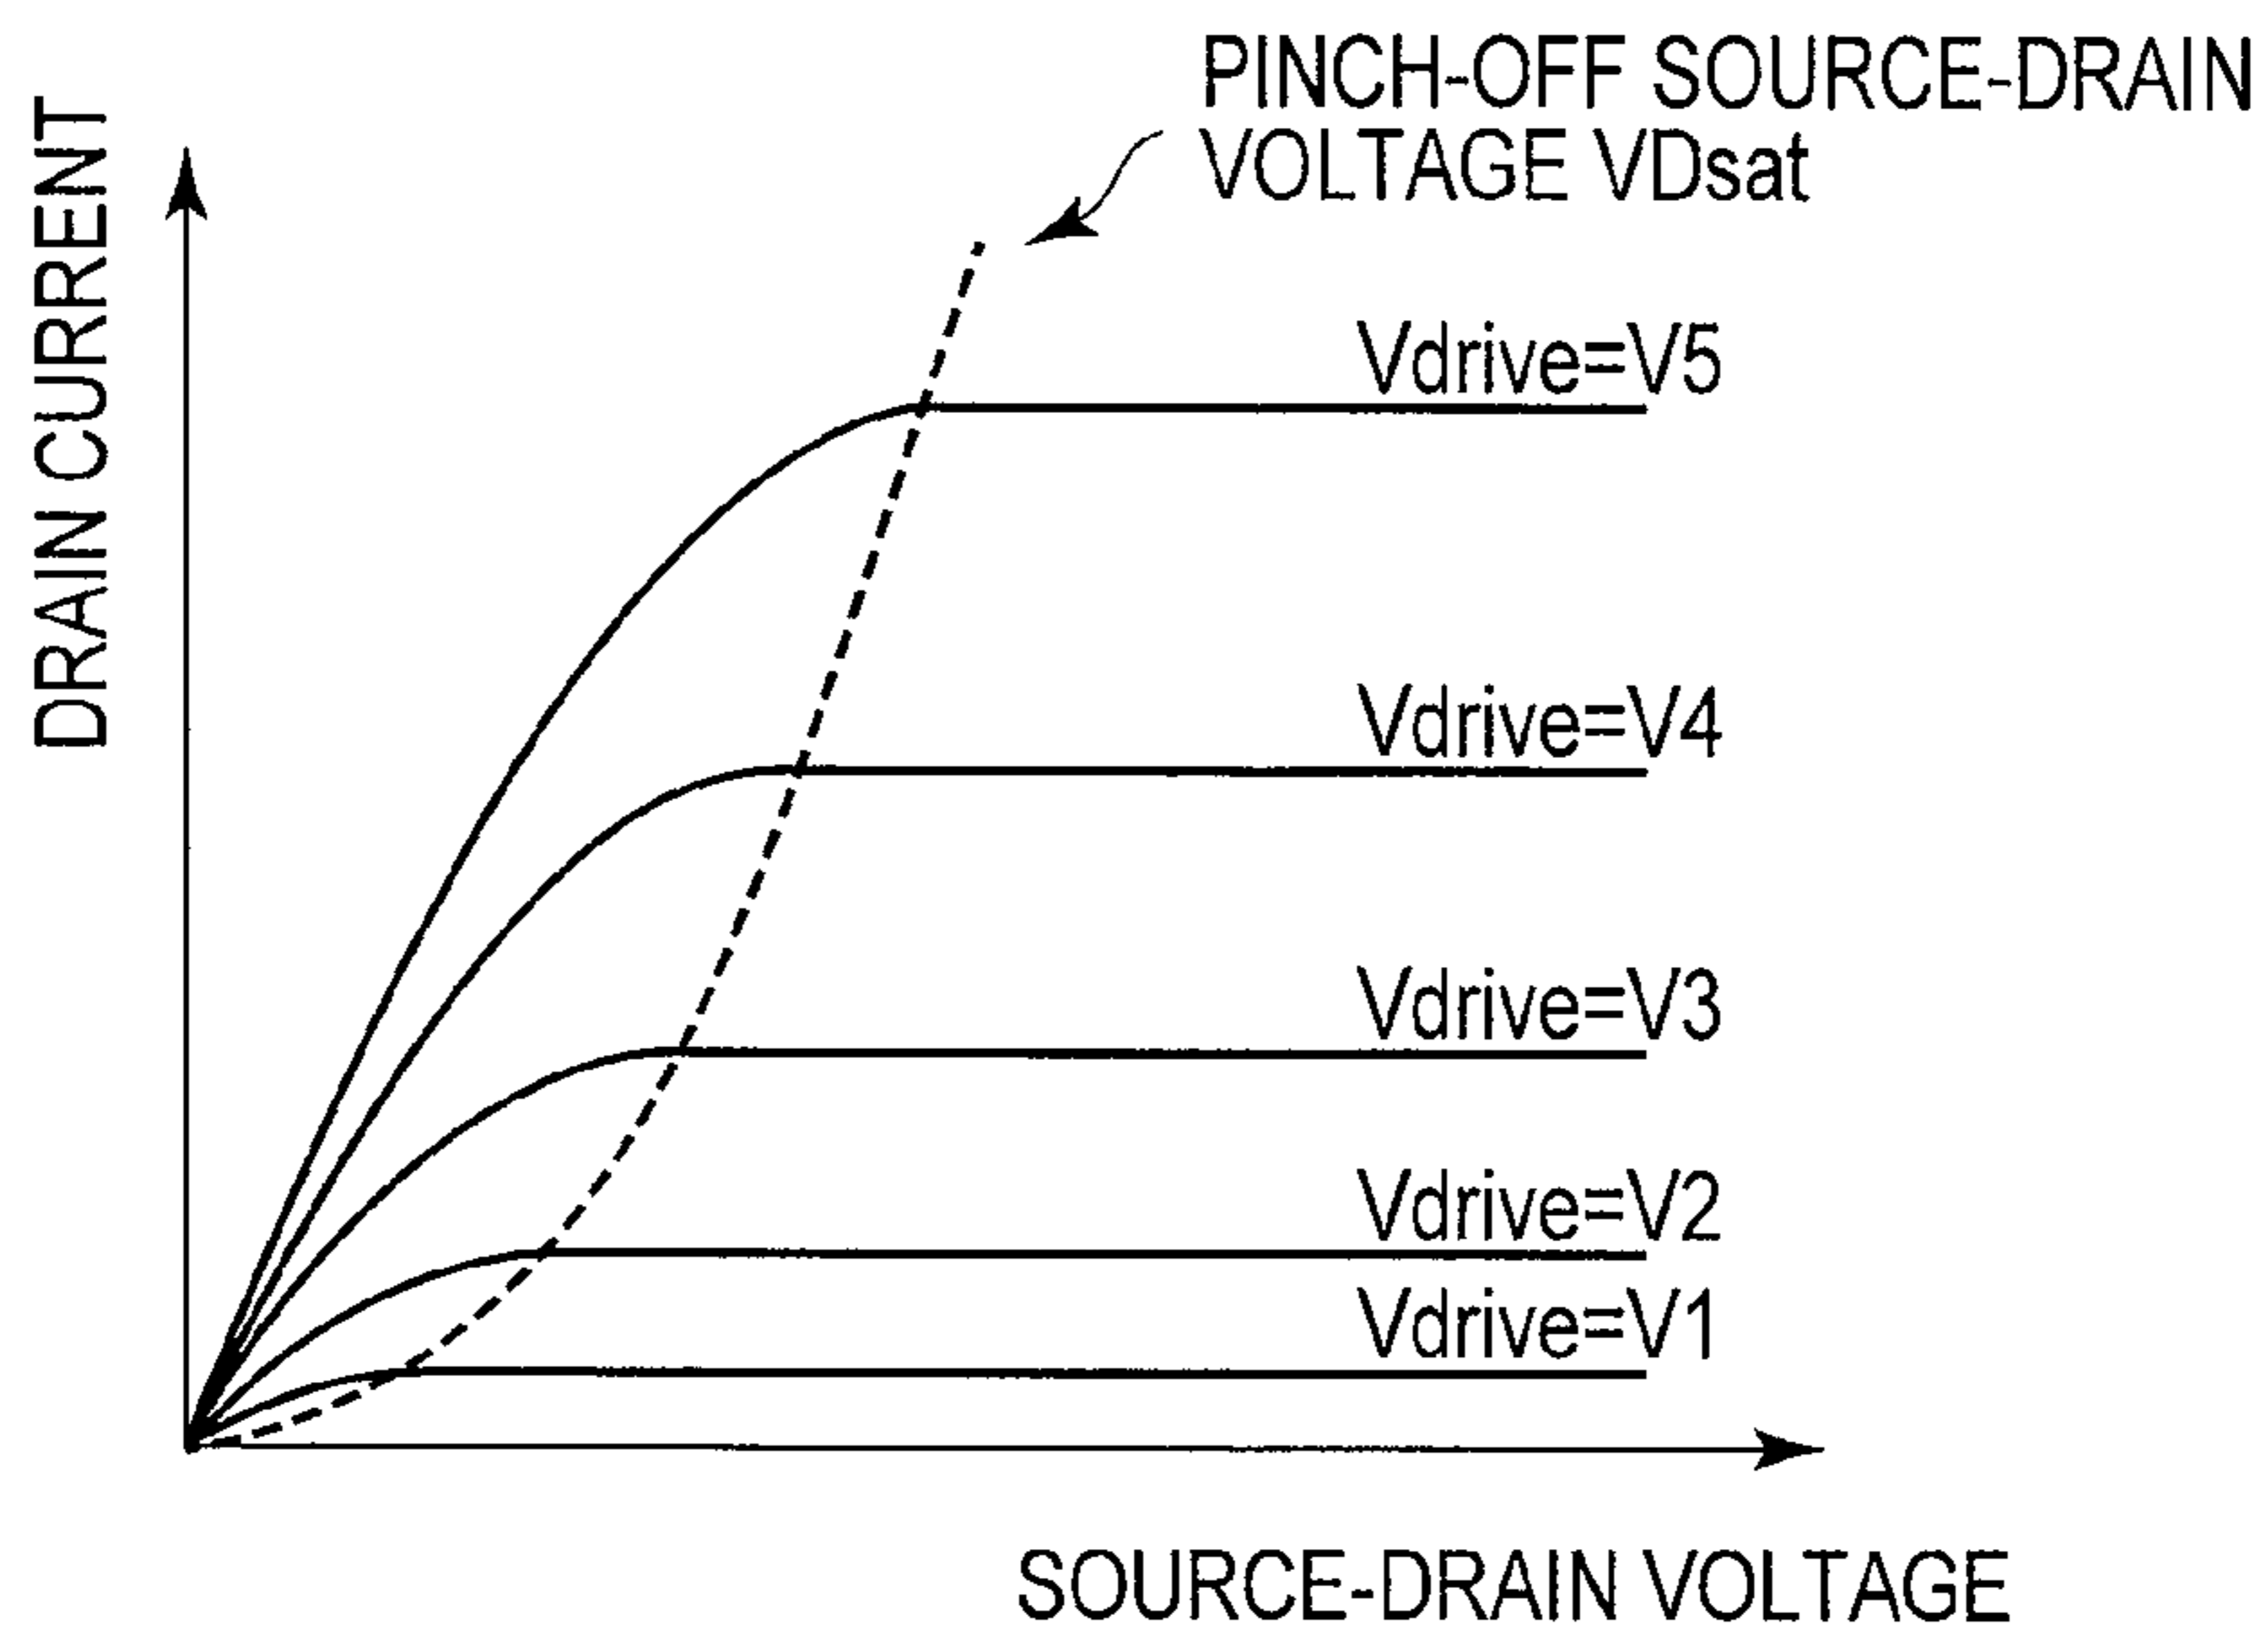 PINCH-OFF SOURCE-DRAIN
VOLTAGE VDsat
DRAIN CURRENT
Vdrive=V5
Vdrive=V4
Vdrive=V3
Vdrive=V2
Vdrive=V1
SOURCE-DRAIN VOLTAGE